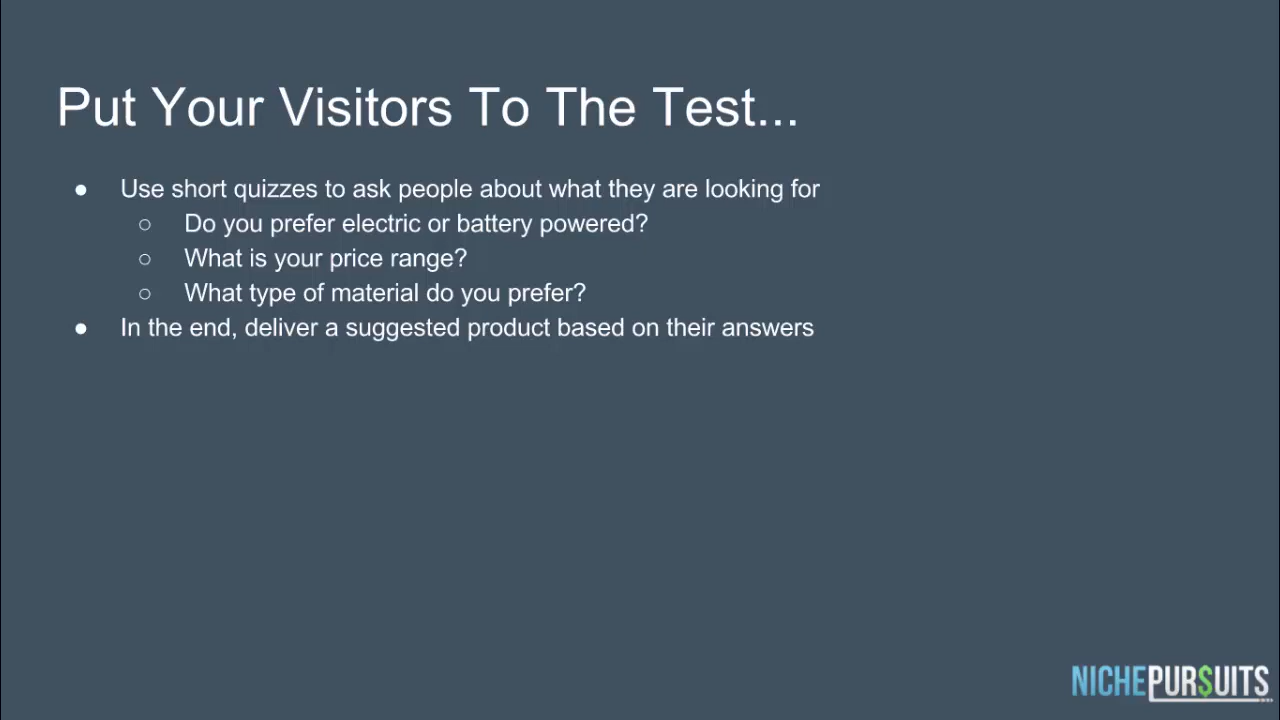 Put Your Visitors To The Test...
● Use short quizzes to ask people about what they are looking for
○ Do you prefer electric or battery powered?
○ What is your price range?
○ What type of material do you prefer?
● In the end, deliver a suggested product based on their answers
NICHEPUR$UITS